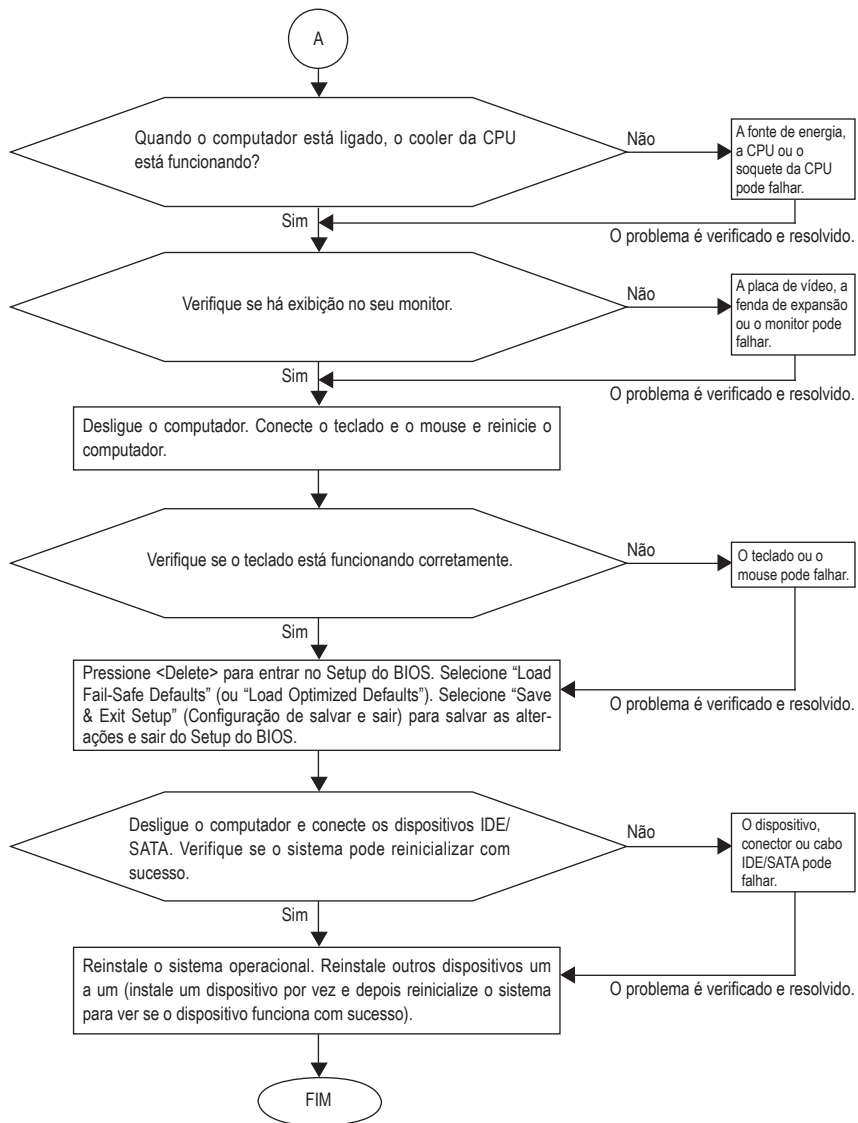 A
Quando o computador está ligado, o cooler da CPU
está funcionando?
Não
A fonte de energia,
a CPU ou o
soquete da CPU
pode falhar.
Sim
O problema é verificado e resolvido.
Verifique se há exibição no seu monitor.
Não
A placa de vídeo, a
fenda de expansão
ou o monitor pode
falhar.
Sim
O problema é verificado e resolvido.
Desligue o computador. Conecte o teclado e o mouse e reinicie o
computador.
Verifique se o teclado está funcionando corretamente.
Não
O teclado ou o
mouse pode falhar.
Sim
Pressione <Delete> para entrar no Setup do BIOS. Selecione “Load
Fail-Safe Defaults” (ou “Load Optimized Defaults”). Selecione “Save
& Exit Setup” (Configuração de salvar e sair) para salvar as alter-
ações e sair do Setup do BIOS.
O problema é verificado e resolvido.
Desligue o computador e conecte os dispositivos IDE/
SATA. Verifique se o sistema pode reinicializar com
sucesso.
Não
O dispositivo,
conector ou cabo
IDE/SATA pode
falhar.
Sim
Reinstale o sistema operacional. Reinstale outros dispositivos um
a um (instale um dispositivo por vez e depois reinicialize o sistema
para ver se o dispositivo funciona com sucesso).
O problema é verificado e resolvido.
FIM